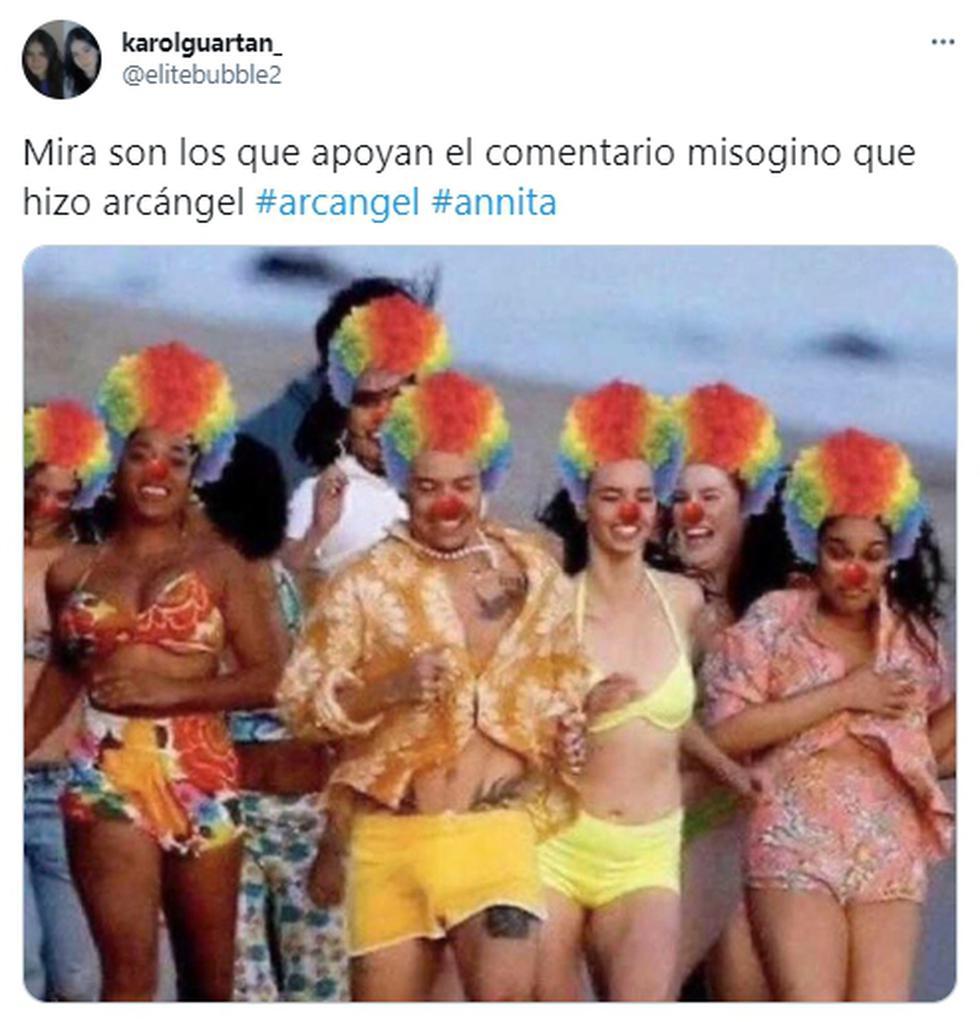 karolguartan_
@elitebubble2
Mira son los que apoyan el comentario misogino que
hizo arcángel #arcangel #annita